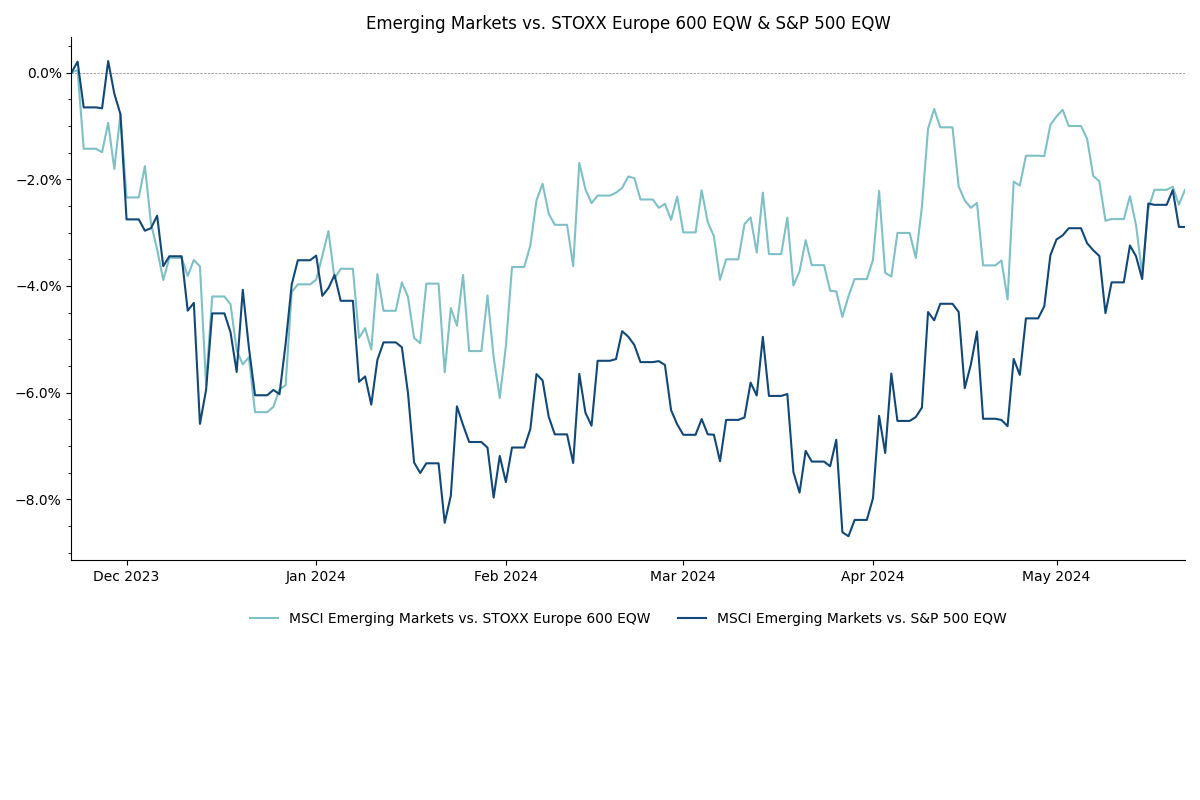 Emerging Markets vs. STOXX Europe 600 EQW & S&P 500 EQW
0.0%
−2.0%
−4.0%
−6.0%
−8.0%
Dec 2023 Jan 2024 Feb 2024 Mar 2024 Apr 2024 May 2024
MSCI Emerging Markets vs. STOXX Europe 600 EQW MSCI Emerging Markets vs. S&P 500 EQW